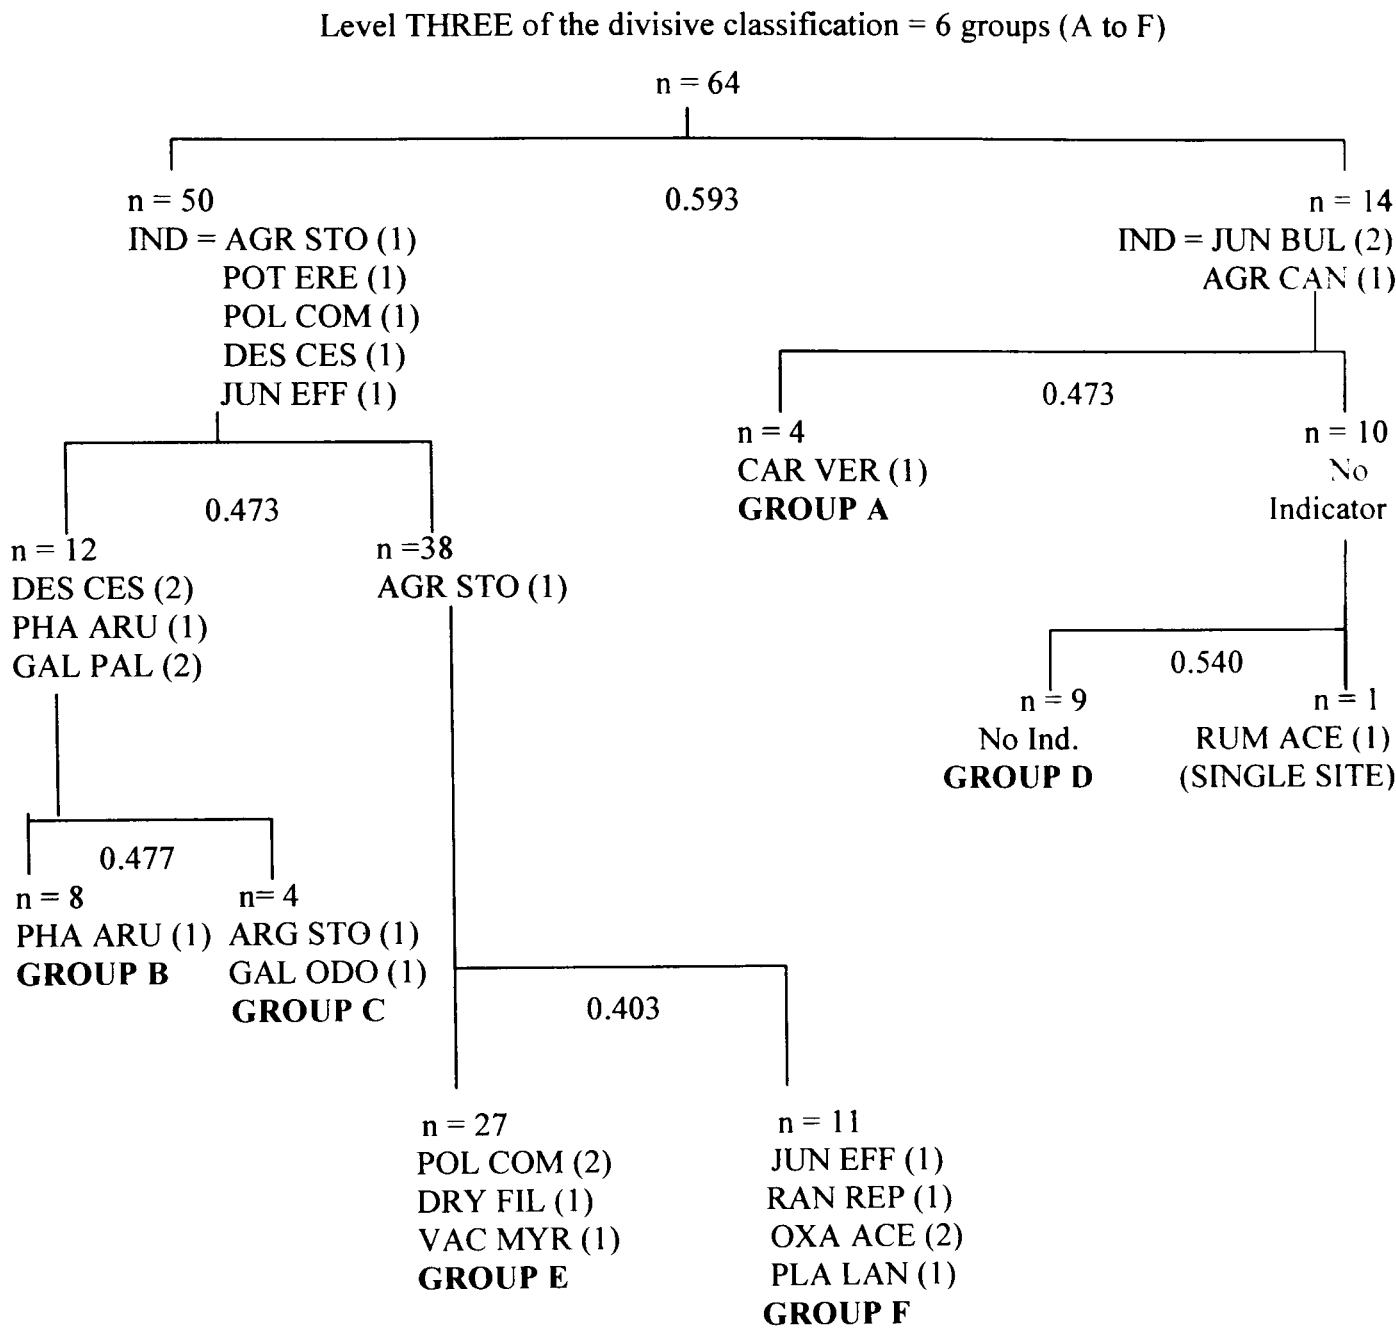 Level THREE of the divisive classification = 6 groups (A to F)
n = 64
0.593
n = 50
IND = AGR STO (1)
POT ERE (1)
POL COM (1)
DES CES (1)
JUN EFF (1)
n = 14
IND = JUN BUL (2)
AGR CAN (1)
0.473
n = 4
CAR VER (1)
GROUP A
n = 10
No
Indicator
0.473
n = 12
DES CES (2)
PHA ARU (1)
GAL PAL (2)
n =38
AGR STO (1)
0.540
n = 9
No Ind.
GROUP D
n = 1
RUM ACE (1)
(SINGLE SITE)
0.477
n = 8
PHA ARU (1)
GROUP B
n= 4
ARG STO (1)
GAL ODO (1)
GROUP C
0.403
n = 27
POL COM (2)
DRY FIL (1)
VAC MYR (1)
GROUP E
n = 11
JUN EFF (1)
RAN REP (1)
OXA ACE (2)
PLA LAN (1)
GROUP F